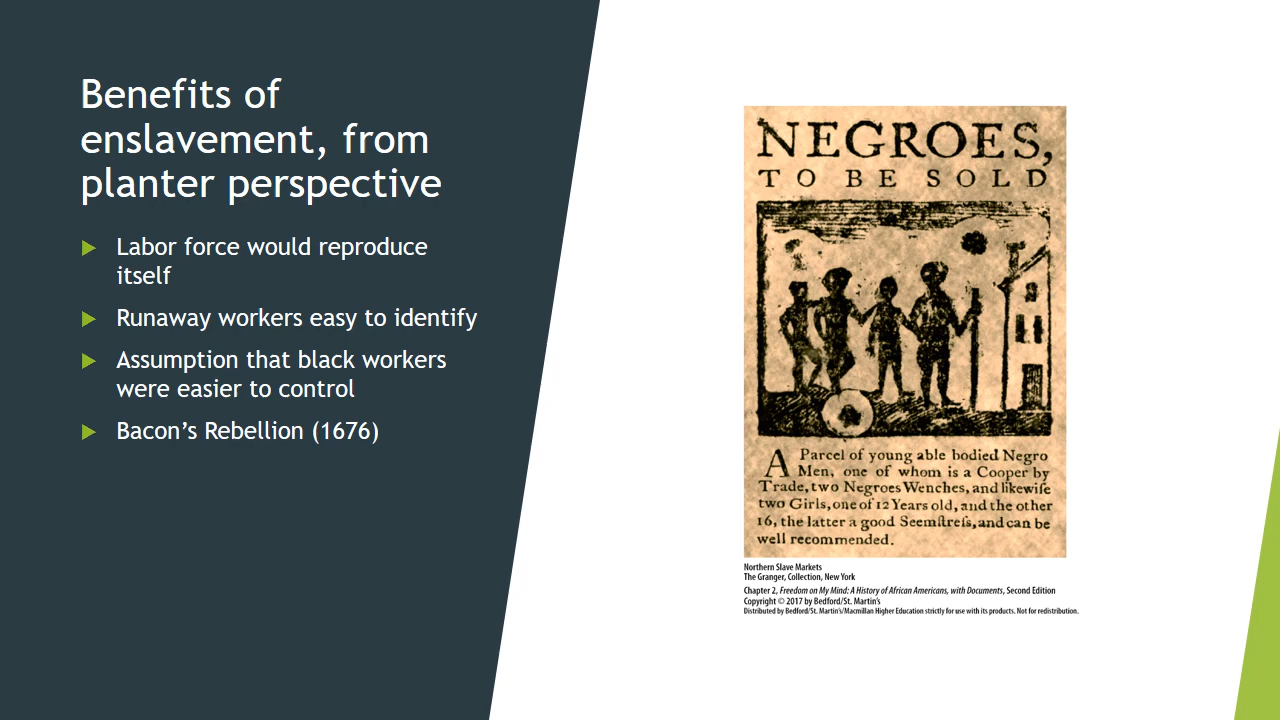 Benefits of
enslavement, from
planter perspective
Labor force would reproduce
itself
Runaway workers easy to identify
Assumption that black workers
were easier to control
Bacon’s Rebellion (1676)
NEGROES,
TO BE SOLD
A Parcel of young able bodied Negro
Men, one of whom is a Cooper by
Trade, two Negroes Wenches, and likewiſe
two Girls, one of 12 Years old, and the other
16, the latter a good Seemſtreſs, and can be
well recommended.
Northern Slave Markets
The Granger, Collection, New York
Chapter 2, Freedom on My Mind: A History of African Americans, with Documents, Second Edition
Copyright © 2017 by Bedford/St. Martin's
Distributed by Bedford/St. Martin's/Macmillan Higher Education strictly for use with its products. Not for redistribution.